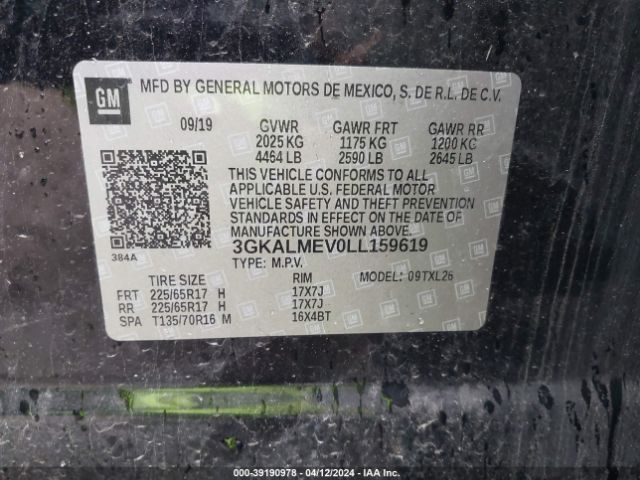 GM MFD BY GENERAL MOTORS DE MEXICO, S. DE R.L. DE C.V.
09/19 GVWR GAWR FRT GAWR RR
2025 KG 1175 KG 1200 KG
4464 LB 2590 LB 2645 LB
THIS VEHICLE CONFORMS TO ALL
APPLICABLE U.S. FEDERAL MOTOR
VEHICLE SAFETY AND THEFT PREVENTION
STANDARDS IN EFFECT ON THE DATE OF
MANUFACTURE SHOWN ABOVE.
384A 3GKALMEV0LL159619
TYPE: M.P.V.
TIRE SIZE RIM MODEL: 09TXL26
FRT 225/65R17 H 17X7J
RR 225/65R17 H 17X7J
SPA T135/70R16 M 16X4BT
000-39190978 - 04/12/2024 - IAA Inc.